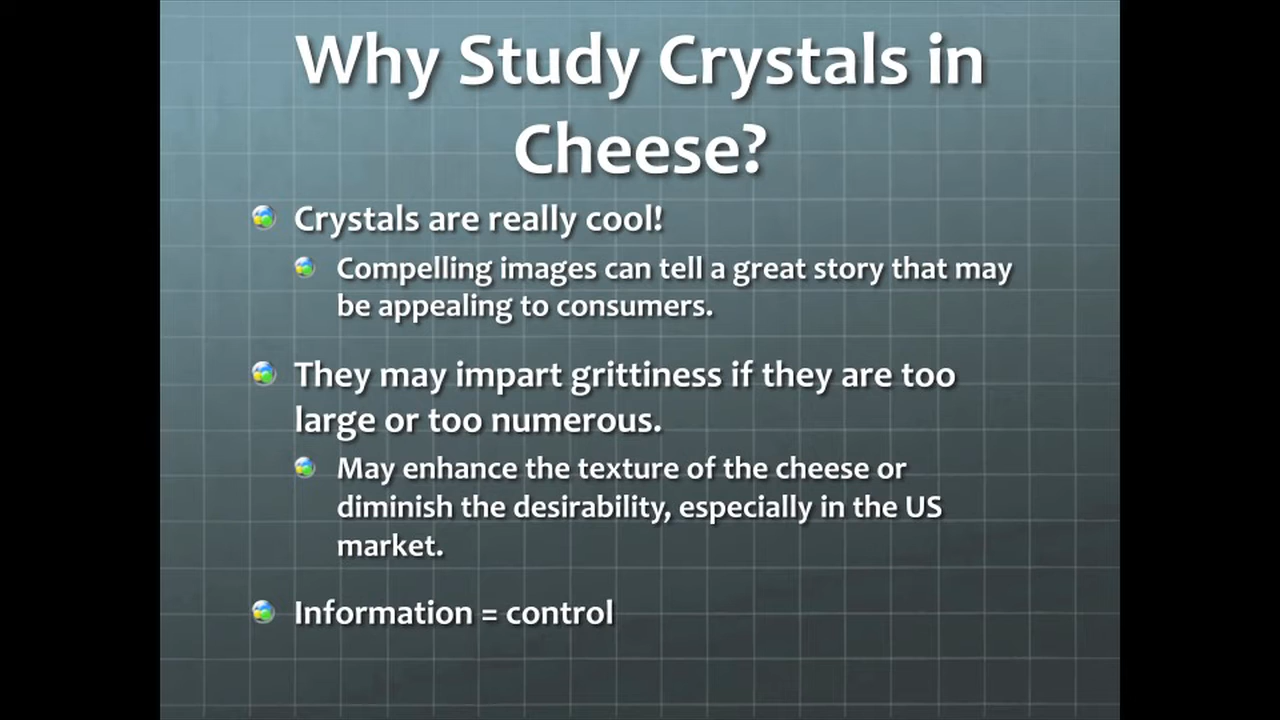 Why Study Crystals in
Cheese?
Crystals are really cool!
Compelling images can tell a great story that may
be appealing to consumers.
They may impart grittiness if they are too
large or too numerous.
May enhance the texture of the cheese or
diminish the desirability, especially in the US
market.
Information = control